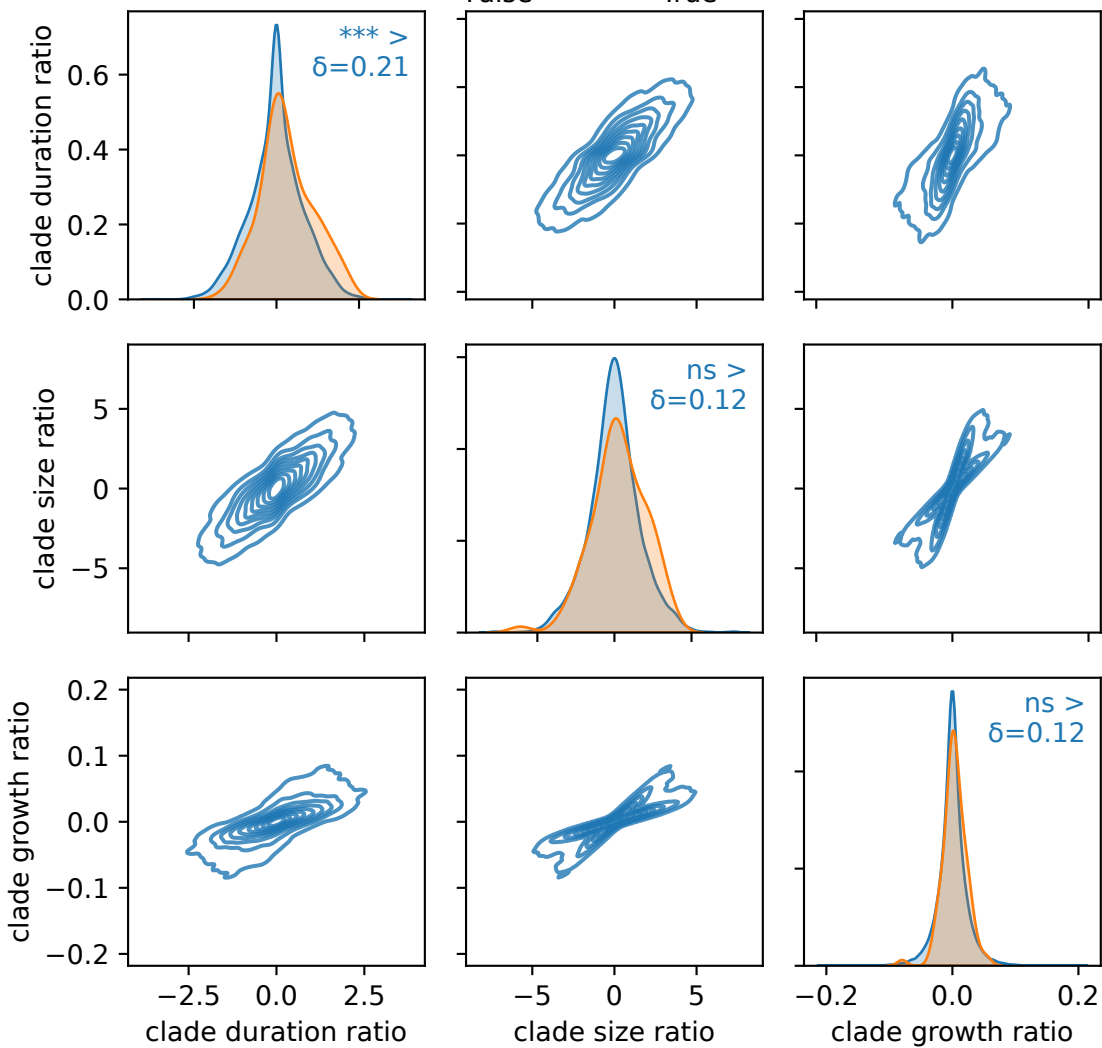 True
clade duration ratio
0.6
0.4
0.2
0.0
*** >
δ=0.21
clade size ratio
5
0
−5
ns >
δ=0.12
clade growth ratio
0.2
0.1
0.0
−0.1
−0.2
ns >
δ=0.12
−2.5 0.0 2.5
−5 0 5
−0.2 0.0 0.2
clade duration ratio
clade size ratio
clade growth ratio